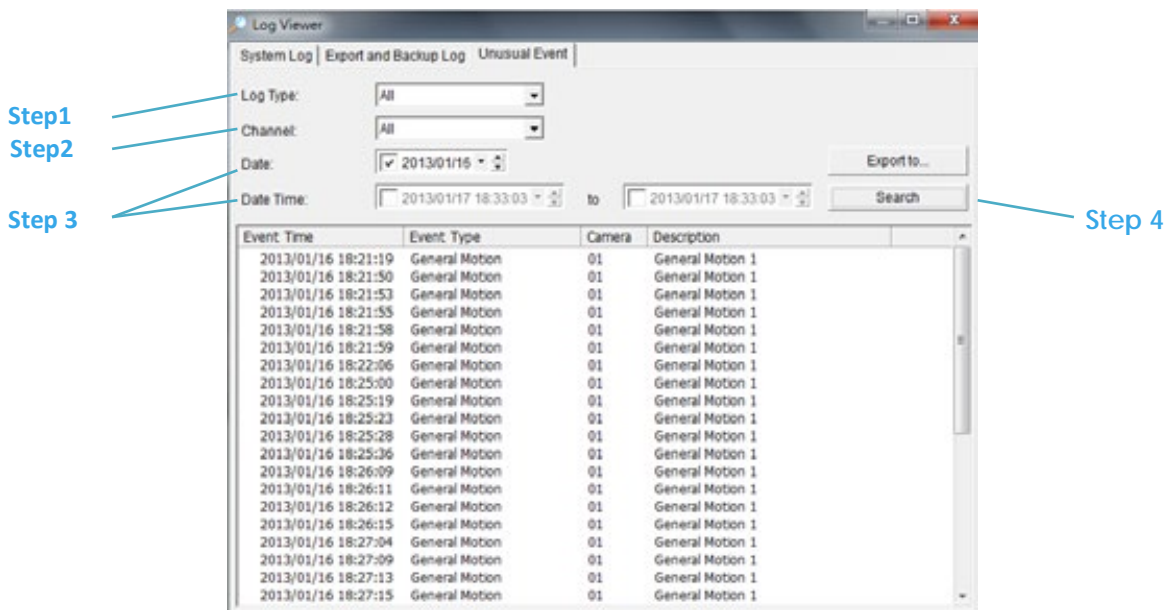 Log Viewer
System Log Export and Backup Log Unusual Event
Log Type: All
Step1
Channel: All
Step2
Date: 2013/01/16 Export to...
Date Time: 2013/01/17 18:33:03 to 2013/01/17 18:33:03 Search
Step 3
Step 4
Event Time Event Type Camera Description
2013/01/16 18:21:19 General Motion 01 General Motion 1
2013/01/16 18:21:50 General Motion 01 General Motion 1
2013/01/16 18:21:53 General Motion 01 General Motion 1
2013/01/16 18:21:55 General Motion 01 General Motion 1
2013/01/16 18:21:58 General Motion 01 General Motion 1
2013/01/16 18:21:59 General Motion 01 General Motion 1
2013/01/16 18:22:06 General Motion 01 General Motion 1
2013/01/16 18:25:00 General Motion 01 General Motion 1
2013/01/16 18:25:19 General Motion 01 General Motion 1
2013/01/16 18:25:23 General Motion 01 General Motion 1
2013/01/16 18:25:28 General Motion 01 General Motion 1
2013/01/16 18:25:36 General Motion 01 General Motion 1
2013/01/16 18:26:09 General Motion 01 General Motion 1
2013/01/16 18:26:11 General Motion 01 General Motion 1
2013/01/16 18:26:12 General Motion 01 General Motion 1
2013/01/16 18:26:15 General Motion 01 General Motion 1
2013/01/16 18:27:04 General Motion 01 General Motion 1
2013/01/16 18:27:09 General Motion 01 General Motion 1
2013/01/16 18:27:13 General Motion 01 General Motion 1
2013/01/16 18:27:15 General Motion 01 General Motion 1